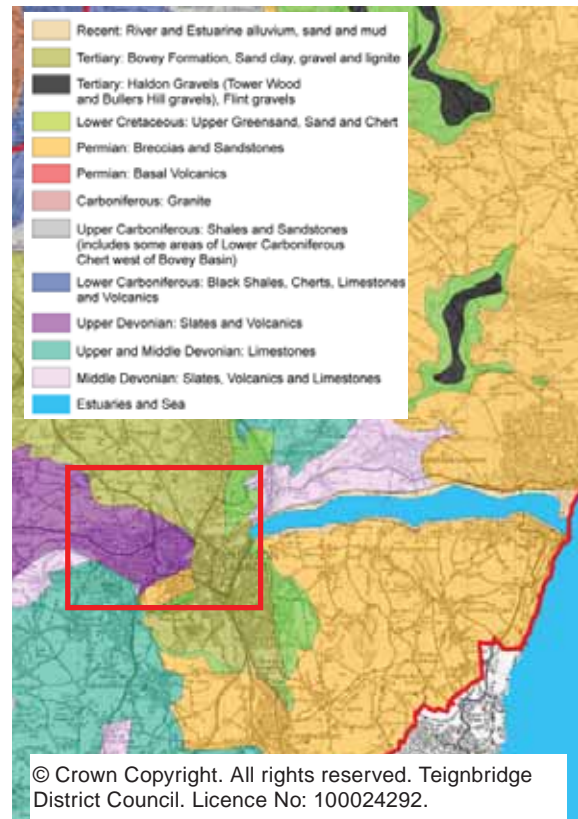 Recent: River and Estuarine alluvium, sand and mud
Tertiary: Bovey Formation, Sand clay, gravel and lignite
Tertiary: Haldon Gravels (Tower Wood
and Bullers Hill gravels), Flint gravels
Lower Cretaceous: Upper Greensand, Sand and Chert
Permian: Breccias and Sandstones
Permian: Basal Volcanics
Carboniferous: Granite
Upper Carboniferous: Shales and Sandstones
(includes some areas of Lower Carboniferous
Chert west of Bovey Basin)
Lower Carboniferous: Black Shales, Cherts, Limestones
and Volcanics
Upper Devonian: Slates and Volcanics
Upper and Middle Devonian: Limestones
Middle Devonian: Slates, Volcanics and Limestones
Estuaries and Sea
© Crown Copyright. All rights reserved. Teignbridge
District Council. Licence No: 100024292.